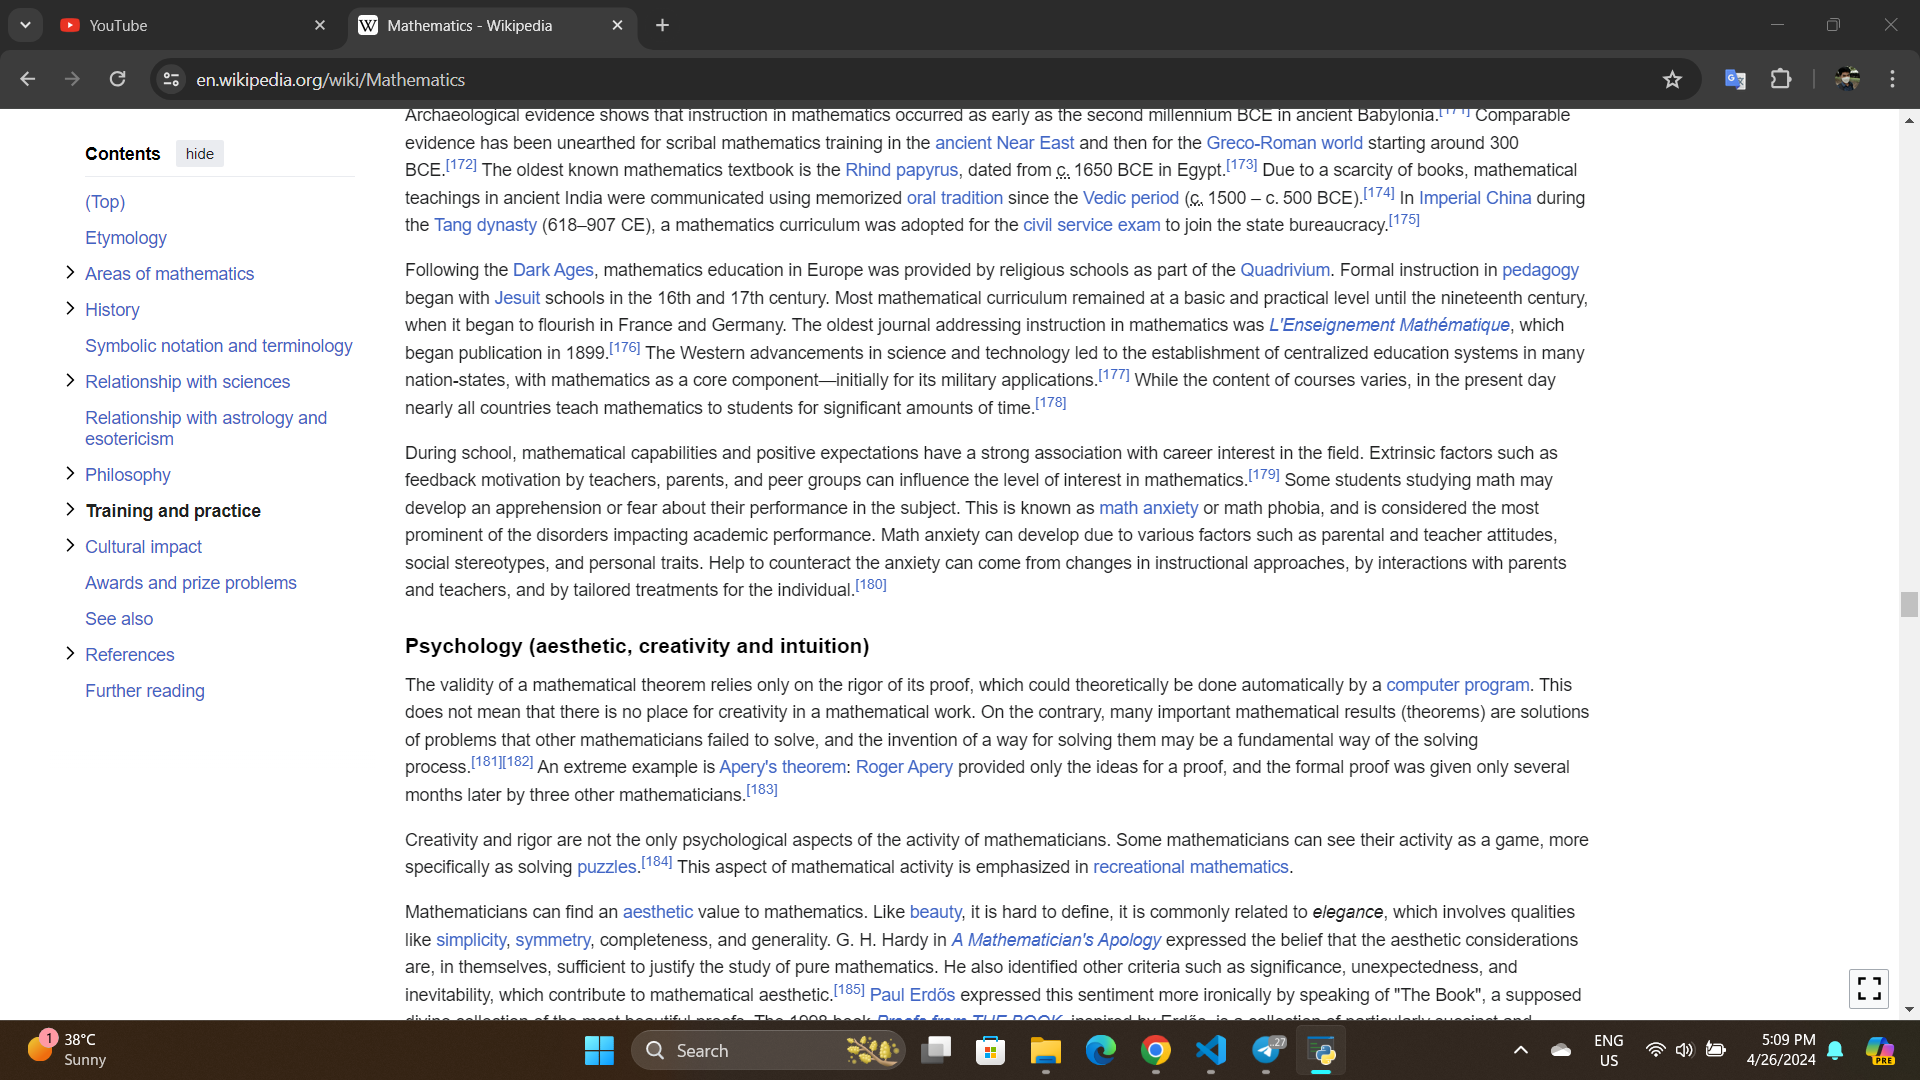 YouTube
Mathematics - Wikipedia
en.wikipedia.org/wiki/Mathematics
Contents hide
(Top)
Etymology
Areas of mathematics
History
Symbolic notation and terminology
Relationship with sciences
Relationship with astrology and
esotericism
Philosophy
Training and practice
Cultural impact
Awards and prize problems
See also
References
Further reading
Archaeological evidence shows that instruction in mathematics occurred as early as the second millennium BCE in ancient Babylonia.[171] Comparable
evidence has been unearthed for scribal mathematics training in the ancient Near East and then for the Greco-Roman world starting around 300
BCE.[172] The oldest known mathematics textbook is the Rhind papyrus, dated from c. 1650 BCE in Egypt.[173] Due to a scarcity of books, mathematical
teachings in ancient India were communicated using memorized oral tradition since the Vedic period (c. 1500 – c. 500 BCE).[174] In Imperial China during
the Tang dynasty (618–907 CE), a mathematics curriculum was adopted for the civil service exam to join the state bureaucracy.[175]
Following the Dark Ages, mathematics education in Europe was provided by religious schools as part of the Quadrivium. Formal instruction in pedagogy
began with Jesuit schools in the 16th and 17th century. Most mathematical curriculum remained at a basic and practical level until the nineteenth century,
when it began to flourish in France and Germany. The oldest journal addressing instruction in mathematics was L'Enseignement Mathématique, which
began publication in 1899.[176] The Western advancements in science and technology led to the establishment of centralized education systems in many
nation-states, with mathematics as a core component—initially for its military applications.[177] While the content of courses varies, in the present day
nearly all countries teach mathematics to students for significant amounts of time.[178]
During school, mathematical capabilities and positive expectations have a strong association with career interest in the field. Extrinsic factors such as
feedback motivation by teachers, parents, and peer groups can influence the level of interest in mathematics.[179] Some students studying math may
develop an apprehension or fear about their performance in the subject. This is known as math anxiety or math phobia, and is considered the most
prominent of the disorders impacting academic performance. Math anxiety can develop due to various factors such as parental and teacher attitudes,
social stereotypes, and personal traits. Help to counteract the anxiety can come from changes in instructional approaches, by interactions with parents
and teachers, and by tailored treatments for the individual.[180]
Psychology (aesthetic, creativity and intuition)
The validity of a mathematical theorem relies only on the rigor of its proof, which could theoretically be done automatically by a computer program. This
does not mean that there is no place for creativity in a mathematical work. On the contrary, many important mathematical results (theorems) are solutions
of problems that other mathematicians failed to solve, and the invention of a way for solving them may be a fundamental way of the solving
process.[181][182] An extreme example is Apery's theorem: Roger Apery provided only the ideas for a proof, and the formal proof was given only several
months later by three other mathematicians.[183]
Creativity and rigor are not the only psychological aspects of the activity of mathematicians. Some mathematicians can see their activity as a game, more
specifically as solving puzzles.[184] This aspect of mathematical activity is emphasized in recreational mathematics.
Mathematicians can find an aesthetic value to mathematics. Like beauty, it is hard to define, it is commonly related to elegance, which involves qualities
like simplicity, symmetry, completeness, and generality. G. H. Hardy in A Mathematician's Apology expressed the belief that the aesthetic considerations
are, in themselves, sufficient to justify the study of pure mathematics. He also identified other criteria such as significance, unexpectedness, and
inevitability, which contribute to mathematical aesthetic.[185] Paul Erdős expressed this sentiment more ironically by speaking of "The Book", a supposed
divine collection of the most beautiful proofs. The 1998 book Proofs from THE BOOK, inspired by Erdős, is a collection of particularly succinct and
1
38°C
Sunny
Search
27
PRE
ENG
US
5:09 PM
4/26/2024